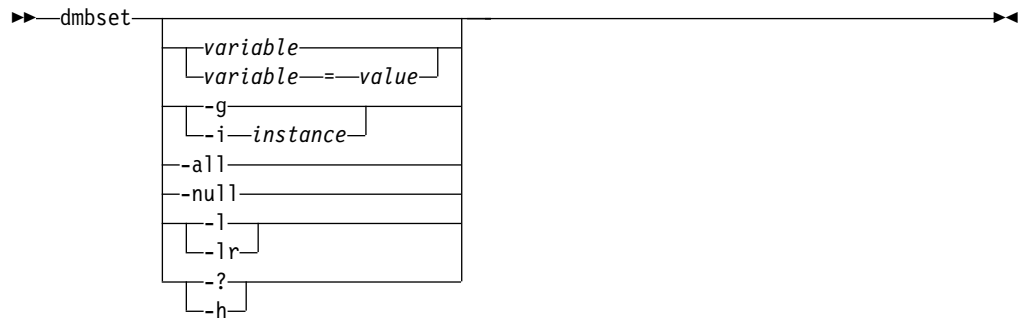 dmbset
variable
variable = value
-g
-i instance
-all
-null
-l
-lr
-?
-h